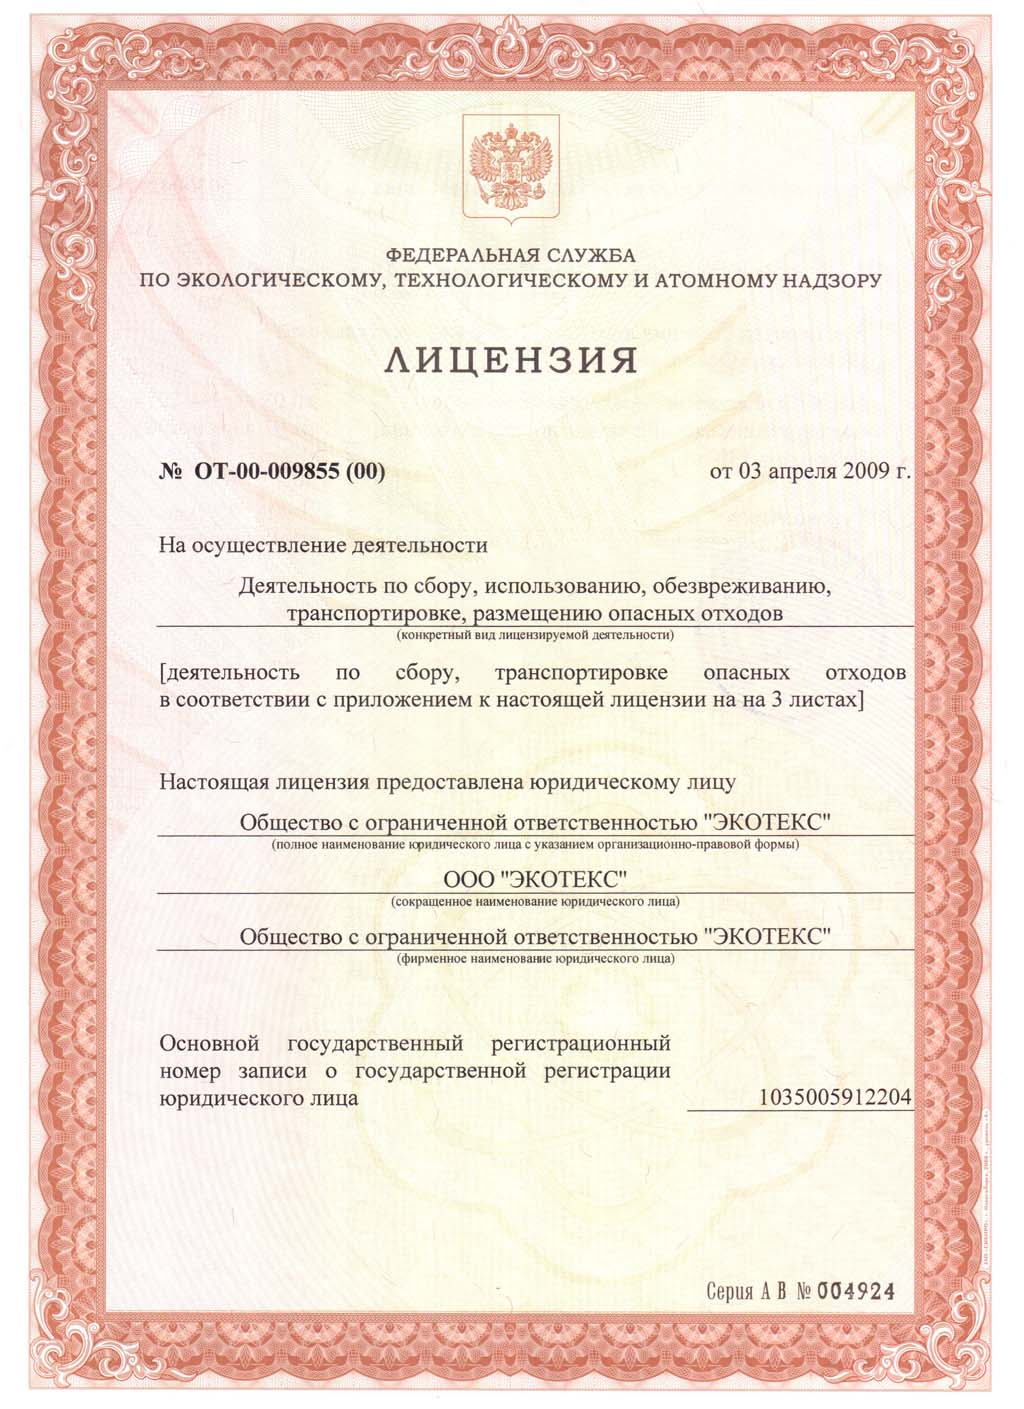 ФЕДЕРАЛЬНАЯ СЛУЖБА
ПО ЭКОЛОГИЧЕСКОМУ, ТЕХНОЛОГИЧЕСКОМУ И АТОМНОМУ НАДЗОРУ
ЛИЦЕНЗИЯ
№ ОТ-00-009855 (00) от 03 апреля 2009 г.
На осуществление деятельности
Деятельность по сбору, использованию, обезвреживанию,
транспортировке, размещению опасных отходов
(конкретный вид лицензируемой деятельности)
[деятельность по сбору, транспортировке опасных отходов
в соответствии с приложением к настоящей лицензии на на 3 листах]
Настоящая лицензия предоставлена юридическому лицу
Общество с ограниченной ответственностью "ЭКОТЕКС"
(полное наименование юридического лица с указанием организационно-правовой формы)
ООО "ЭКОТЕКС"
(сокращенное наименование юридического лица)
Общество с ограниченной ответственностью "ЭКОТЕКС"
(фирменное наименование юридического лица)
Основной государственный регистрационный
номер записи о государственной регистрации
юридического лица 1035005912204
Серия А В № 004924